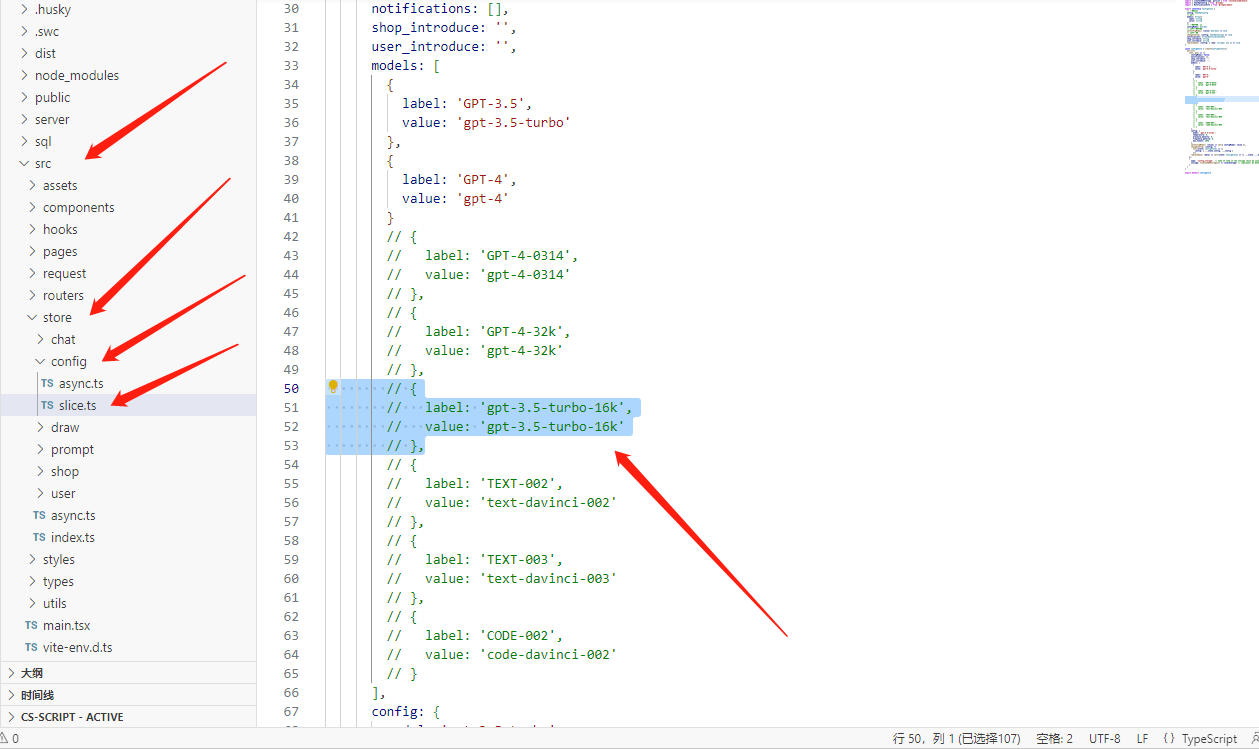 .husky
.swc
dist
node_modules
public
server
sql
src
assets
components
hooks
pages
request
routers
store
chat
config
TS async.ts
TS slice.ts
draw
prompt
shop
user
TS async.ts
TS index.ts
styles
types
utils
TS main.tsx
TS vite-env.d.ts
大纲
时间线
CS-SCRIPT - ACTIVE
30 notifications: [],
31 shop_introduce: '',
32 user_introduce: '',
33 models: [
34 {
35 label: 'GPT-3.5',
36 value: 'gpt-3.5-turbo'
37 },
38 {
39 label: 'GPT-4',
40 value: 'gpt-4'
41 }
42 // {
43 // label: 'GPT-4-0314',
44 // value: 'gpt-4-0314'
45 // },
46 // {
47 // label: 'GPT-4-32k',
48 // value: 'gpt-4-32k'
49 // },
50 // {
51 // label: 'gpt-3.5-turbo-16k',
52 // value: 'gpt-3.5-turbo-16k'
53 // },
54 // {
55 // label: 'TEXT-002',
56 // value: 'text-davinci-002'
57 // },
58 // {
59 // label: 'TEXT-003',
60 // value: 'text-davinci-003'
61 // },
62 // {
63 // label: 'CODE-002',
64 // value: 'code-davinci-002'
65 // }
66 ],
67 config: {
0 行 50，列 1 (已选择107) 空格: 2 UTF-8 LF {} TypeScript